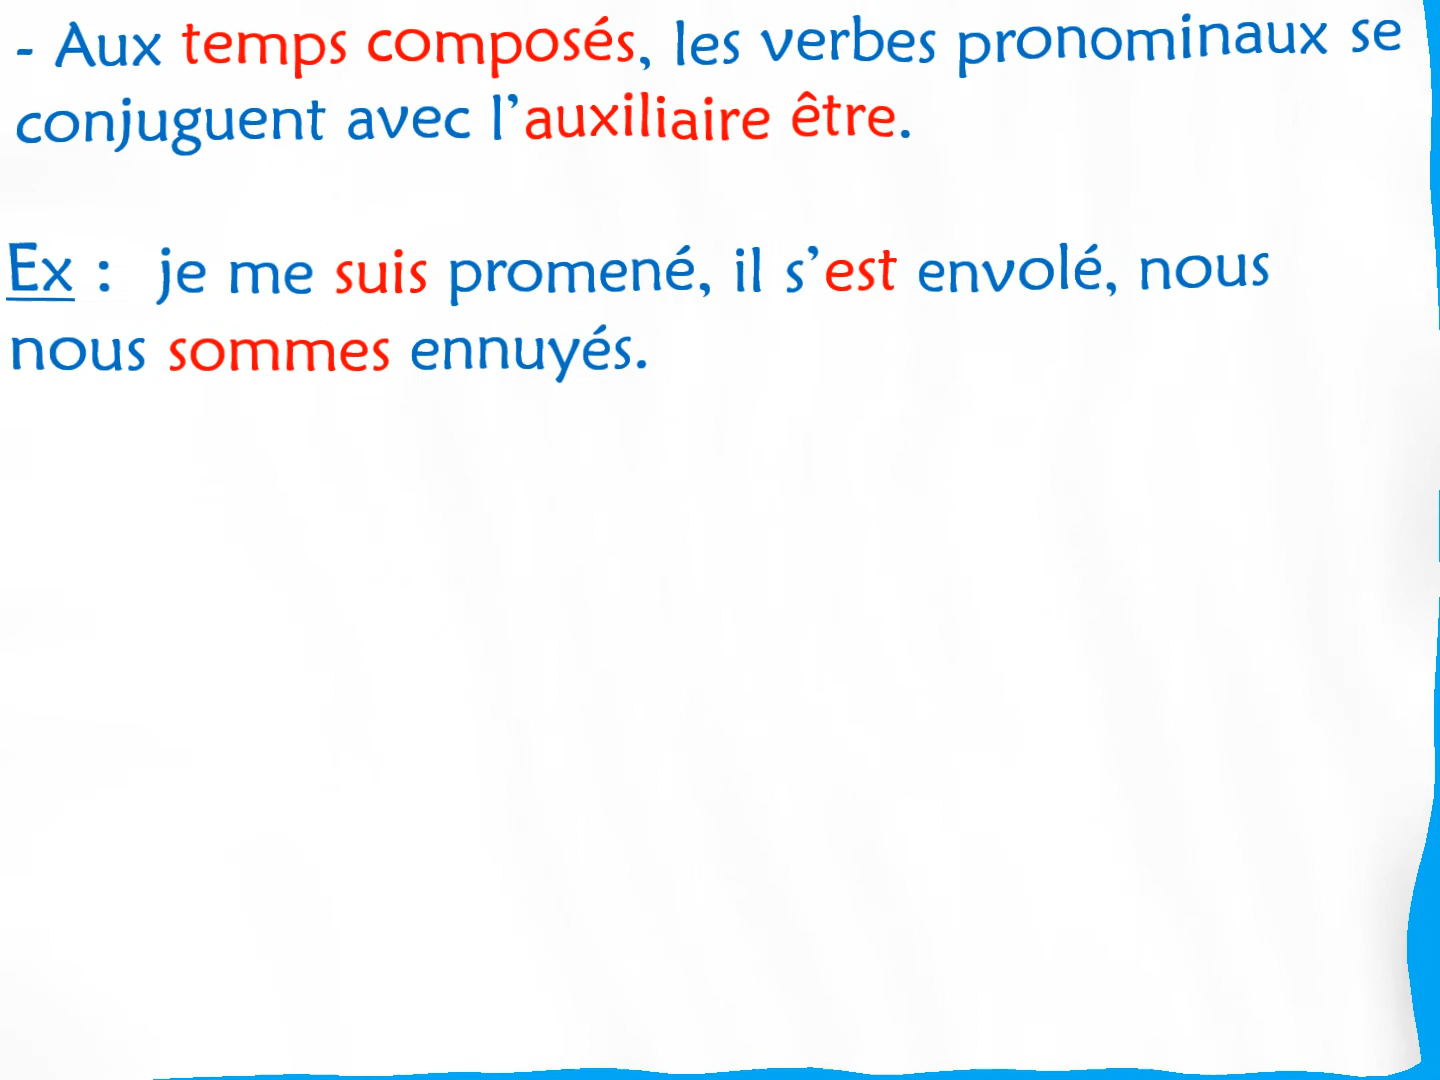 - Aux temps composés, les verbes pronominaux se
conjuguent avec l’auxiliaire être.
Ex : je me suis promené, il s’est envolé, nous
nous sommes ennuyés.